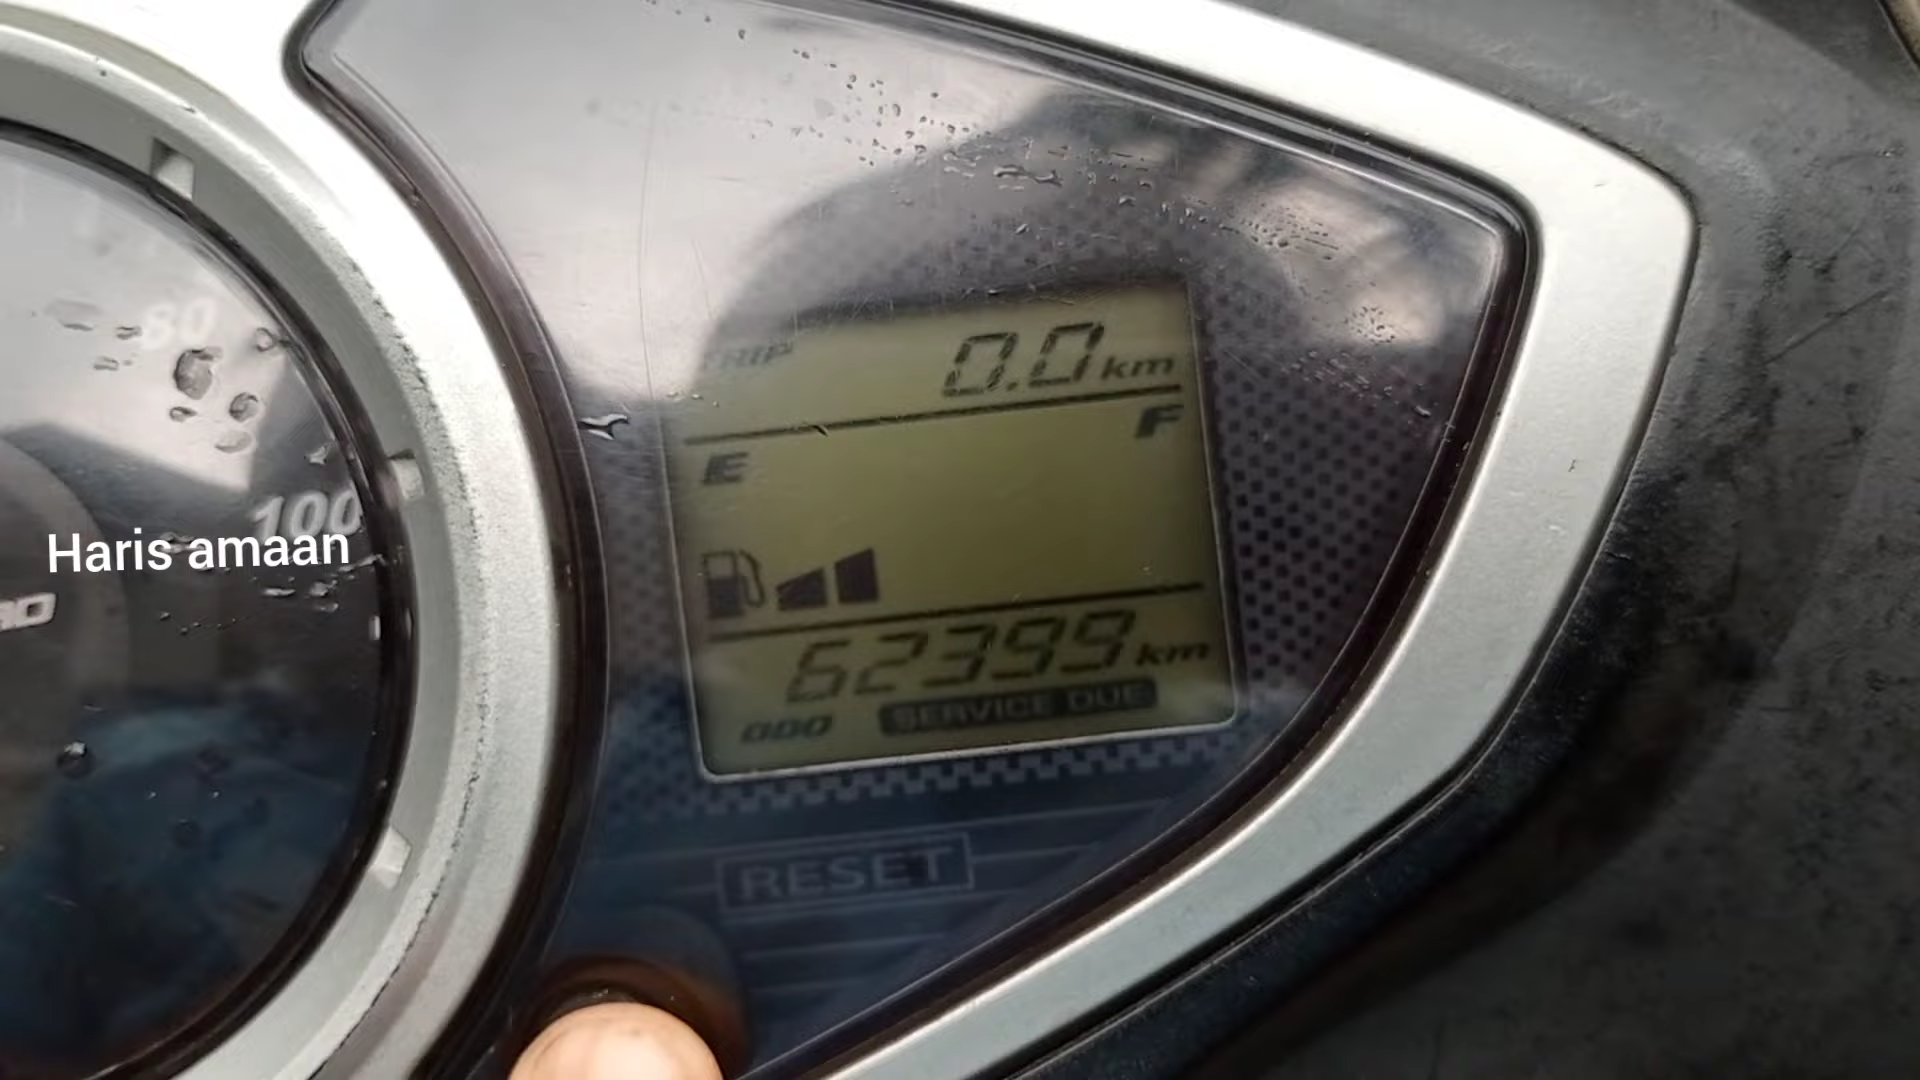 80
100
Haris amaan
TRIP 0.0 km
E F
62399 km
ODO SERVICE DUE
RESET